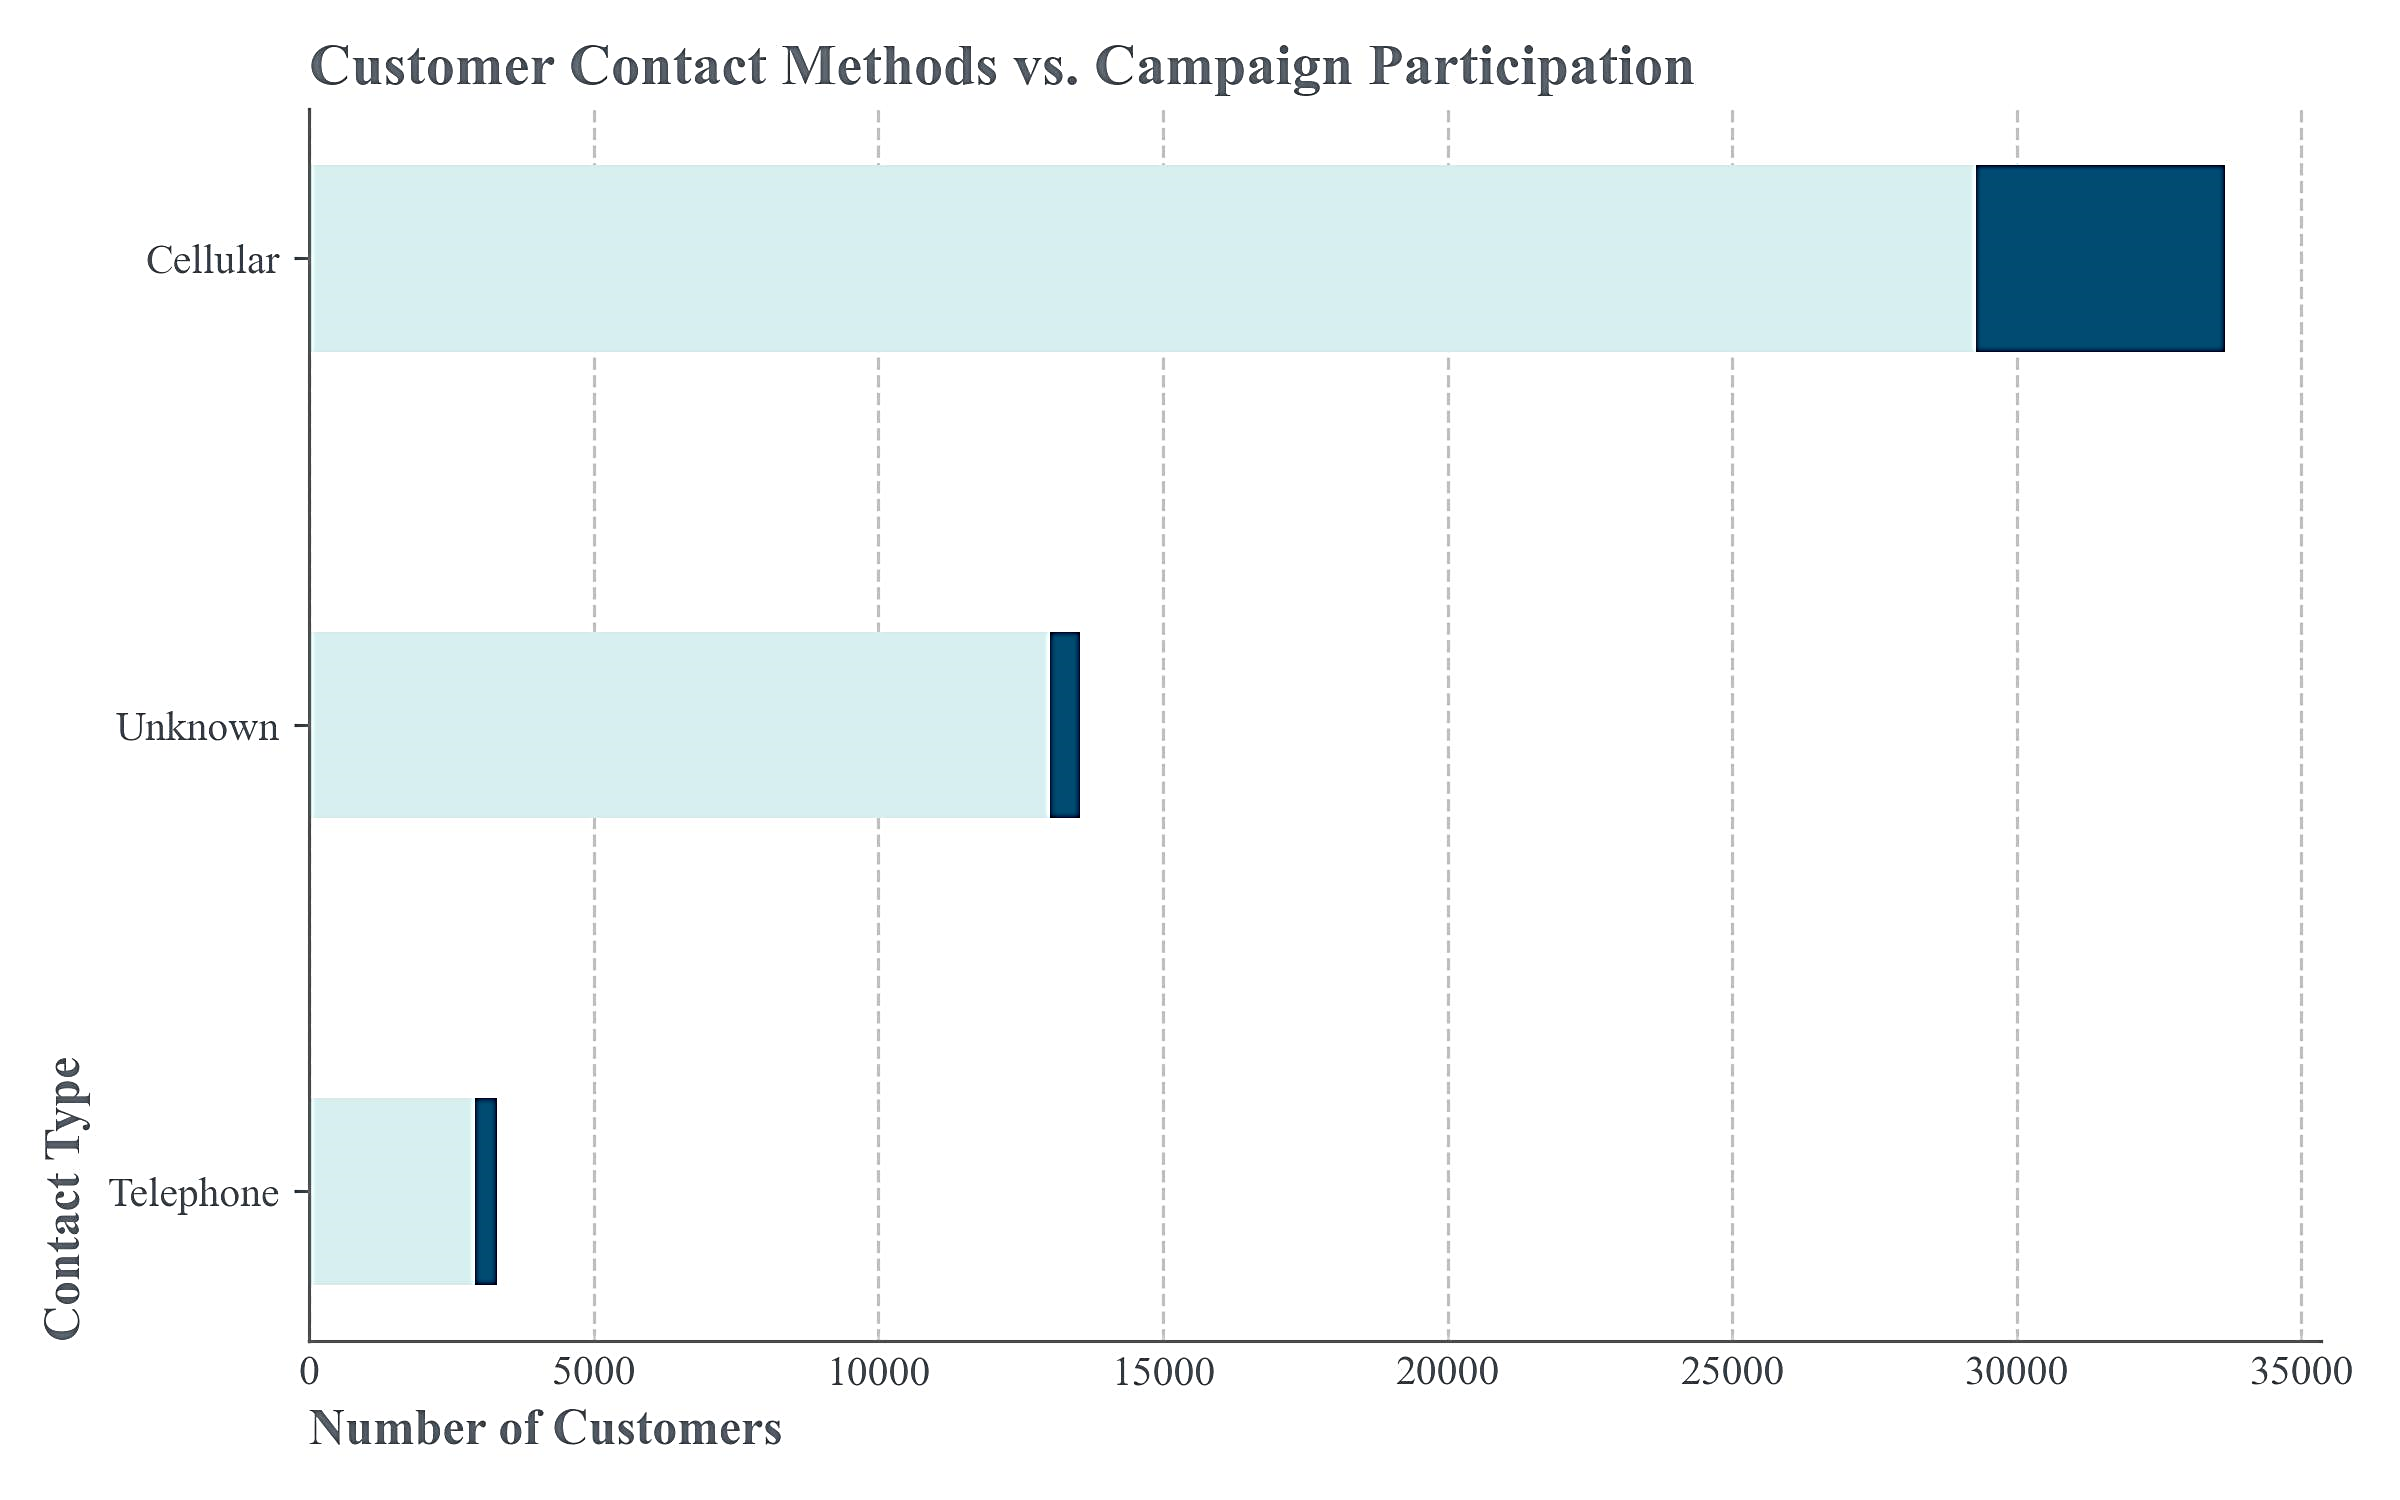 Customer Contact Methods vs. Campaign Participation
Cellular
Unknown
Telephone
Contact Type
0 5000 10000 15000 20000 25000 30000 35000
Number of Customers